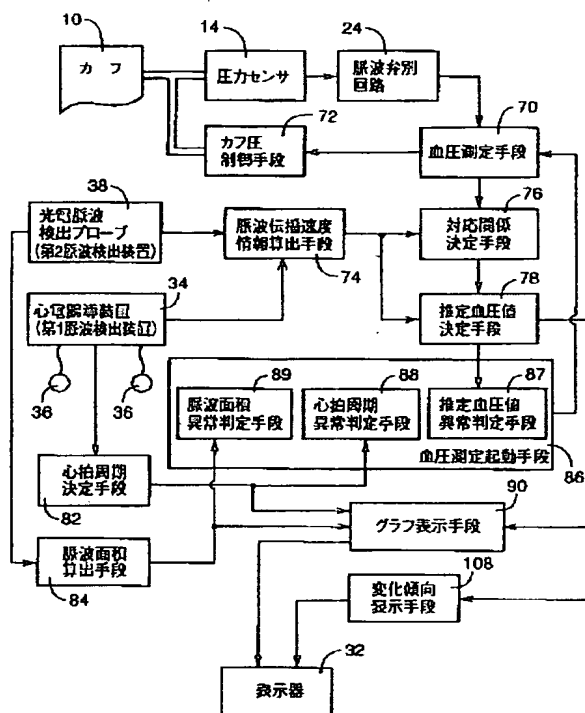 10
14
24
カフ
圧力センサ
脈波弁別
回路
72
70
カフ圧
制御手段
血圧測定手段
38
76
光電脈波
検出プローブ
(第2脈波検出装置)
脈波伝播速度
情報算出手段
対応関係
決定手段
74
78
34
心電誘導装置
(第1脈波検出装置)
推定血圧値
決定手段
36
36
89
88
87
脈波面積
異常判定手段
心拍周期
異常判定手段
推定血圧値
異常判定手段
血圧測定起動手段
86
心拍周期
決定手段
82
90
グラフ表示手段
脈波面積
算出手段
84
108
変化傾向
表示手段
32
表示器